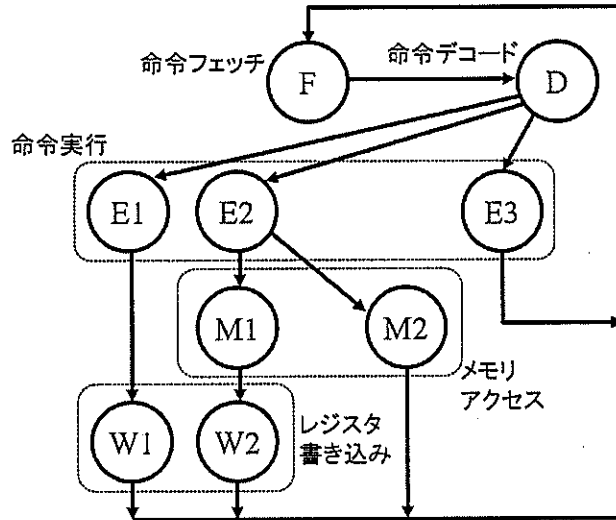 命令フェッチ
F
命令デコード
D
命令実行
E1
E2
E3
M1
M2
メモリ
アクセス
W1
W2
レジスタ
書き込み